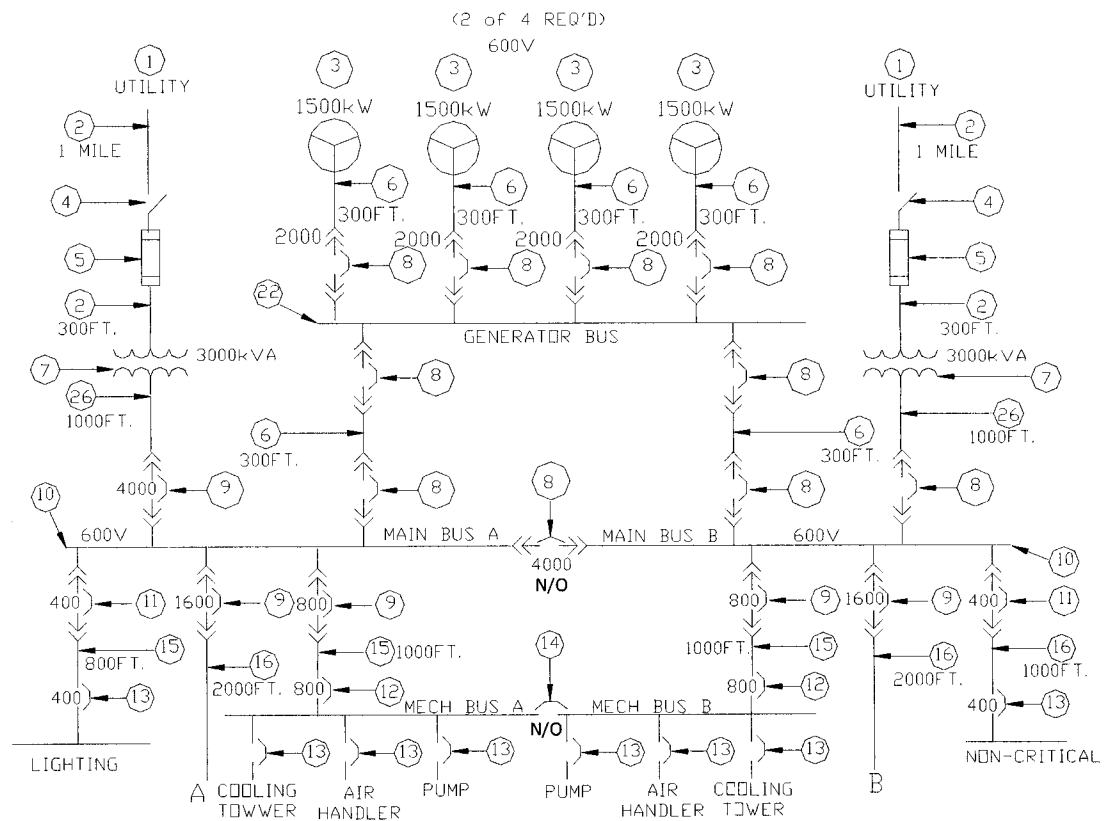 (2 of 4 REQ'D)
600V
1 3 3 3 3 1
UTILITY 1500kW 1500kW 1500kW 1500kW UTILITY
2 2
1 MILE 1 MILE
6 6 6 6
4 4
300FT. 300FT. 300FT. 300FT.
2000 2000 2000 2000
5 8 8 8 8 5
2 22 2
300FT. 300FT.
GENERATOR BUS
3000kVA 3000kVA
7 8 8 7
26 26
1000FT. 1000FT.
6 6
300FT. 300FT.
4000 9 8 8 8 8
10
600V MAIN BUS A MAIN BUS B 600V
4000 10
N/O
400 11 1600 9 800 9 800 9 1600 9 400 11
15 15 1000FT. 14 1000FT. 15 16
800FT. 16 16 1000FT.
2000FT. 2000FT.
400 13 800 12 800 12 400 13
MECH BUS A MECH BUS B
N/O
13 13 13 13 13 13
LIGHTING NON-CRITICAL
A COOLING TOWWER AIR HANDLER PUMP PUMP AIR HANDLER COOLING TOWER B